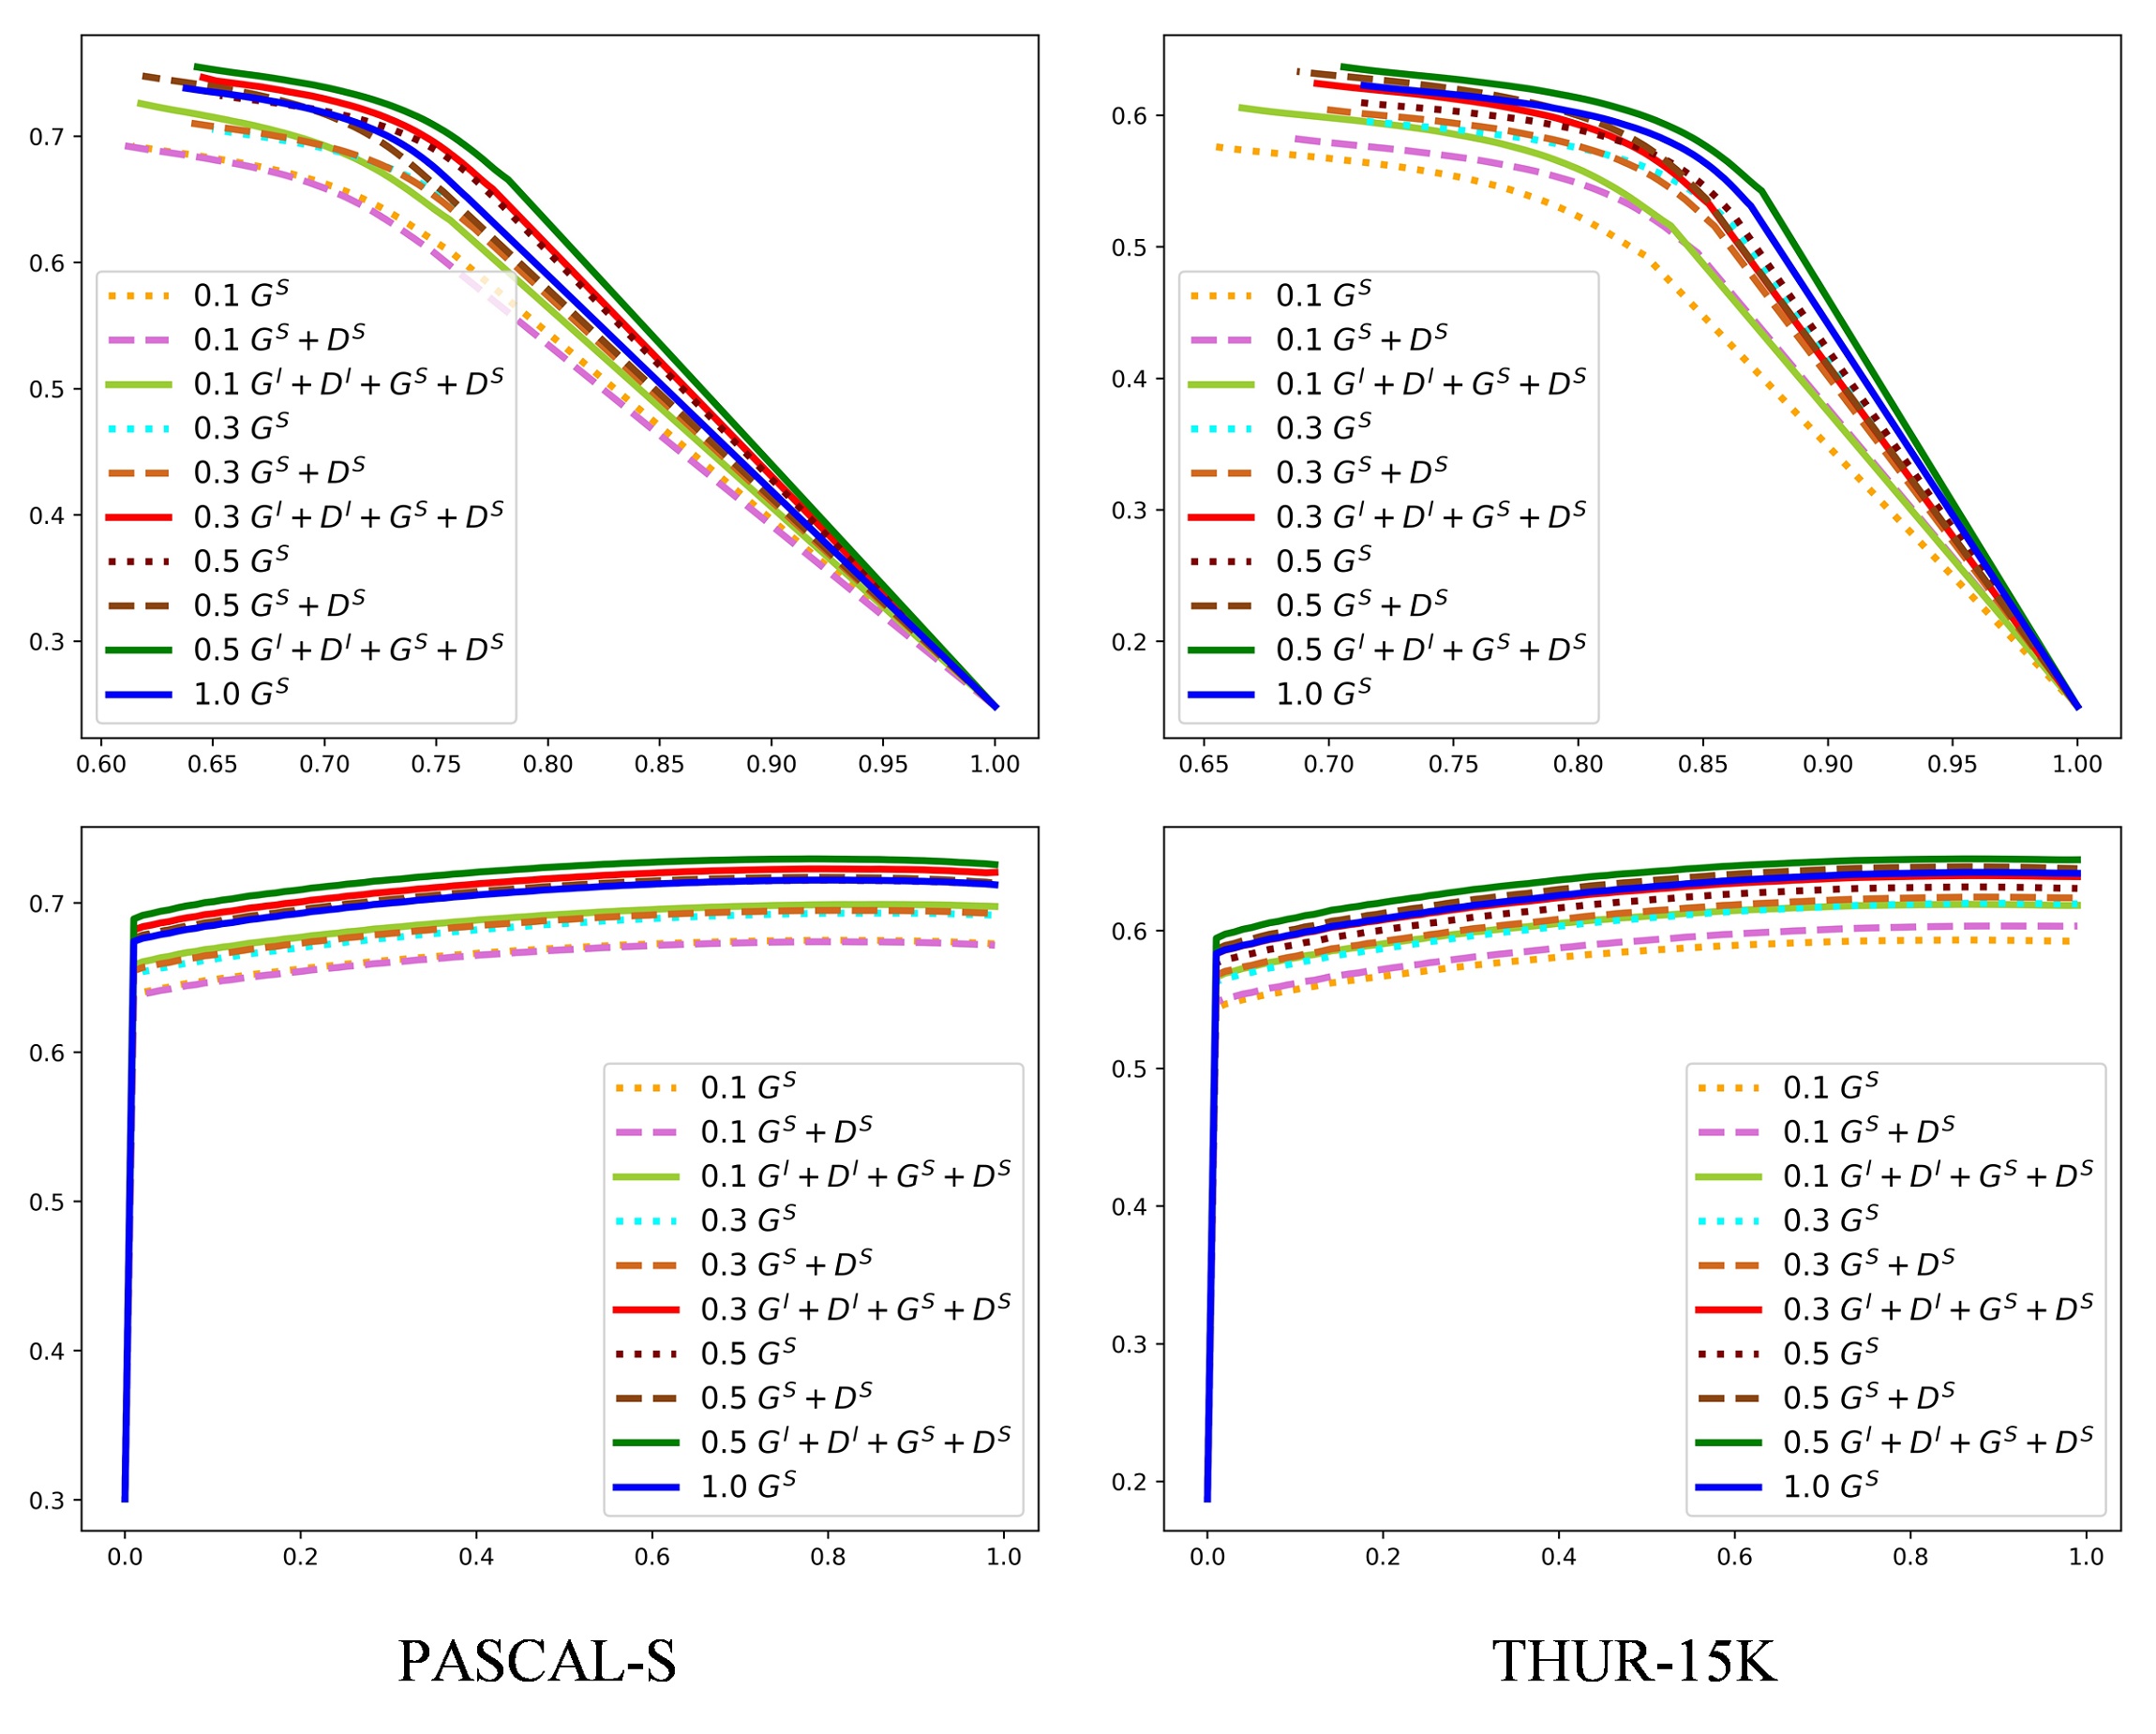 0.7
0.6
0.5
0.4
0.3
0.1 G^S
0.1 G^S + D^S
0.1 G^l + D^l + G^S + D^S
0.3 G^S
0.3 G^S + D^S
0.3 G^l + D^l + G^S + D^S
0.5 G^S
0.5 G^S + D^S
0.5 G^l + D^l + G^S + D^S
1.0 G^S
0.60 0.65 0.70 0.75 0.80 0.85 0.90 0.95 1.00
0.6
0.5
0.4
0.3
0.2
0.1 G^S
0.1 G^S + D^S
0.1 G^l + D^l + G^S + D^S
0.3 G^S
0.3 G^S + D^S
0.3 G^l + D^l + G^S + D^S
0.5 G^S
0.5 G^S + D^S
0.5 G^l + D^l + G^S + D^S
1.0 G^S
0.65 0.70 0.75 0.80 0.85 0.90 0.95 1.00
0.7
0.6
0.5
0.4
0.3
0.1 G^S
0.1 G^S + D^S
0.1 G^l + D^l + G^S + D^S
0.3 G^S
0.3 G^S + D^S
0.3 G^l + D^l + G^S + D^S
0.5 G^S
0.5 G^S + D^S
0.5 G^l + D^l + G^S + D^S
1.0 G^S
0.0 0.2 0.4 0.6 0.8 1.0
0.6
0.5
0.4
0.3
0.2
0.1 G^S
0.1 G^S + D^S
0.1 G^l + D^l + G^S + D^S
0.3 G^S
0.3 G^S + D^S
0.3 G^l + D^l + G^S + D^S
0.5 G^S
0.5 G^S + D^S
0.5 G^l + D^l + G^S + D^S
1.0 G^S
0.0 0.2 0.4 0.6 0.8 1.0
PASCAL-S
THUR-15K